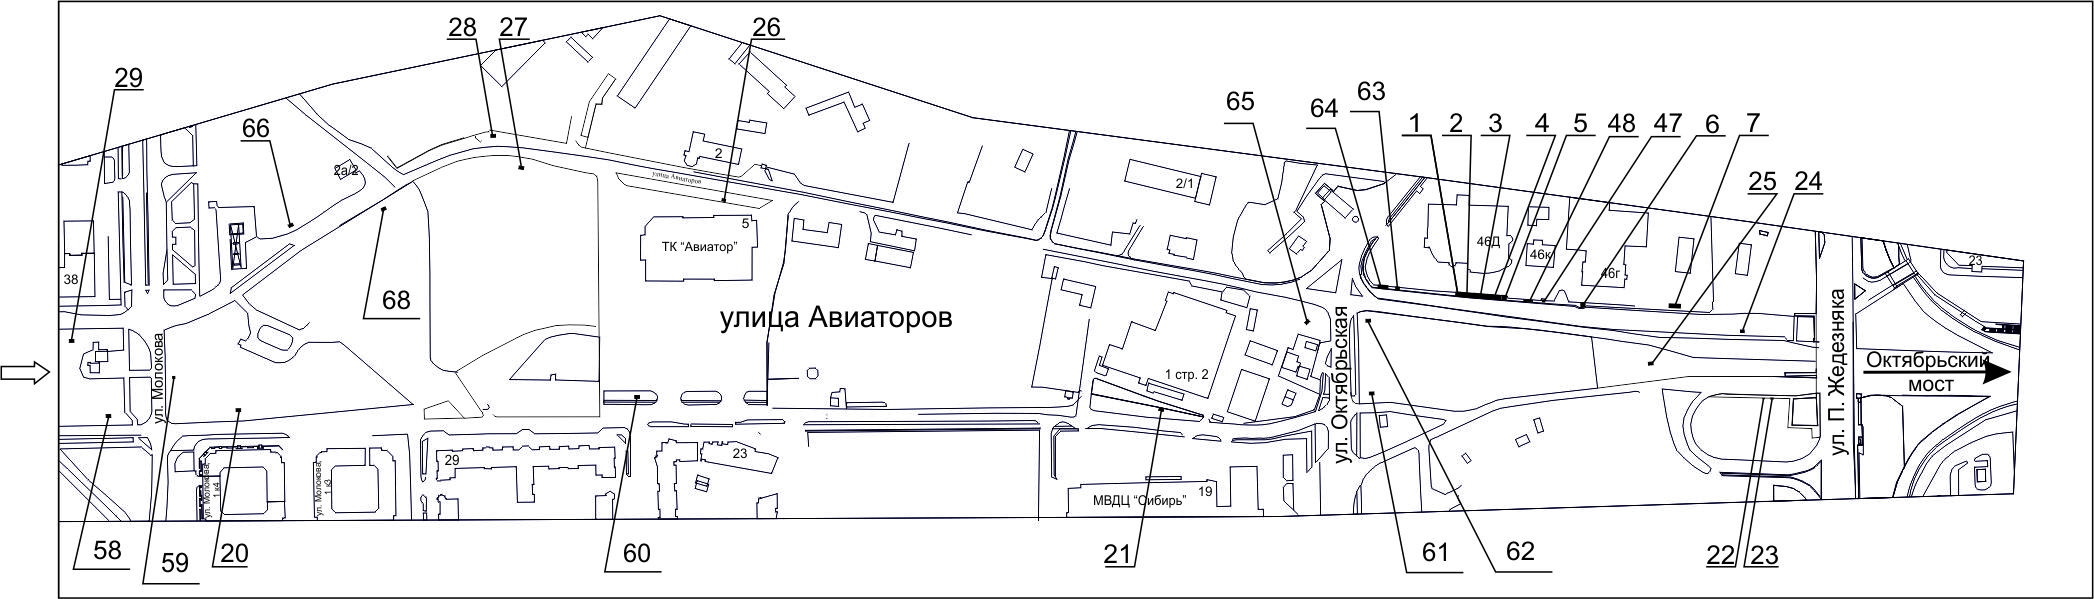 28 27 26
29
66
65 64 63 1 2 3 4 5 48 47 6 7
25 24
2а/2
2
2/1
улица Авиаторов
5
ТК “Авиатор”
46Д
46к
46г
23
38
68
улица Авиаторов
ул. Молокова
ул. Октябрьская
ул. П. Жедезняка
Октябрьский
мост
1 стр. 2
29
23
ул. Молокова
1 к4
ул. Молокова
1 к3
19
МВДЦ “Сибирь”
58 59 20 60 21 61 62 22 23